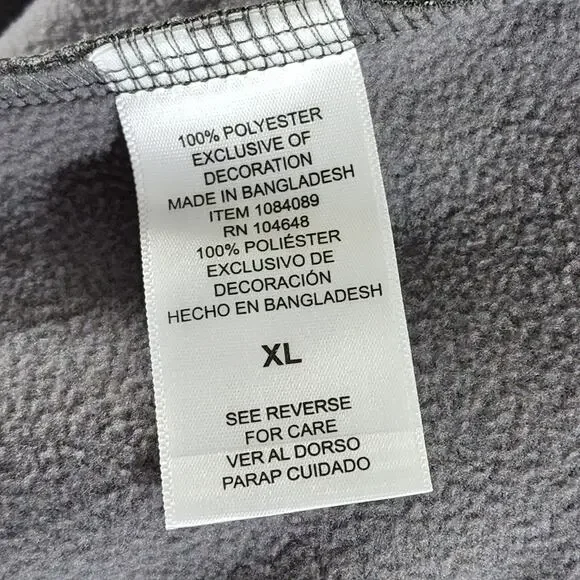 100% POLYESTER
EXCLUSIVE OF
DECORATION
MADE IN BANGLADESH
ITEM 1084089
RN 104648
100% POLIÉSTER
EXCLUSIVO DE
DECORACIÓN
HECHO EN BANGLADESH
XL
SEE REVERSE
FOR CARE
VER AL DORSO
PARAP CUIDADO